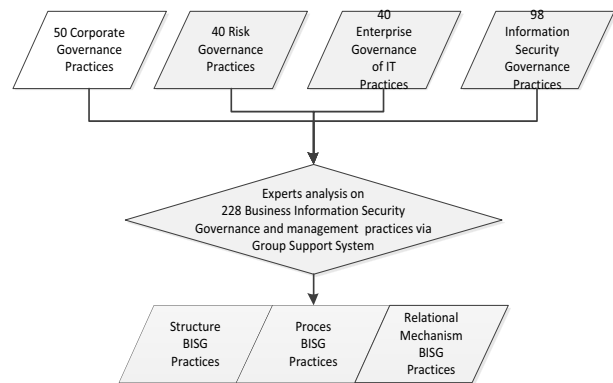 50 Corporate
Governance
Practices
40 Risk
Governance
Practices
40
Enterprise
Governance
of IT
Practices
98
Information
Security
Governance
Practices
Experts analysis on
228 Business Information Security
Governance and management practices via
Group Support System
Structure
BISG
Practices
Proces
BISG
Practices
Relational
Mechanism
BISG
Practices